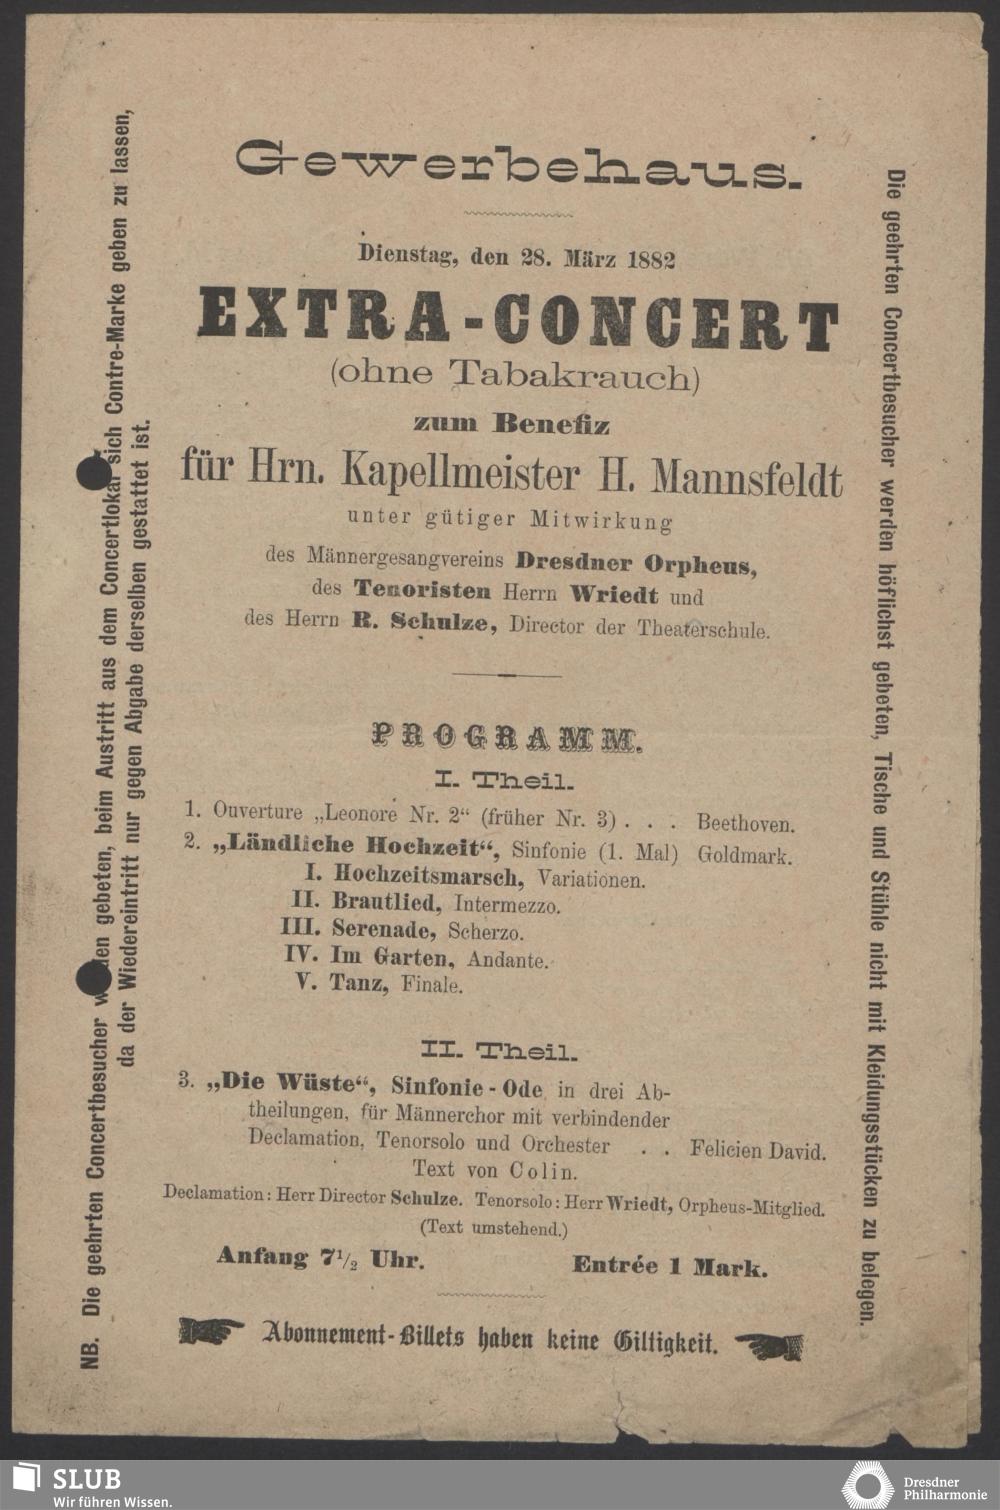 Gewerbehaus.
Dienstag, den 28. März 1882
EXTRA-CONCERT
(ohne Tabakrauch)
zum Benefiz
für Hrn. Kapellmeister H. Mannsfeldt
unter gütiger Mitwirkung
des Männergesangvereins Dresdner Orpheus,
des Tenoristen Herrn Wriedt und
des Herrn R. Schulze, Director der Theaterschule.
PROGRAMM.
I. Theil.
1. Ouverture „Leonore Nr. 2“ (früher Nr. 3) . . . Beethoven.
2. „Ländliche Hochzeit“, Sinfonie (1. Mal) Goldmark.
I. Hochzeitsmarsch, Variationen.
II. Brautlied, Intermezzo.
III. Serenade, Scherzo.
IV. Im Garten, Andante.
V. Tanz, Finale.
II. Theil.
3. „Die Wüste“, Sinfonie-Ode in drei Ab-
theilungen, für Männerchor mit verbindender
Declamation, Tenorsolo und Orchester . . Felicien David.
Text von Colin.
Declamation: Herr Director Schulze. Tenorsolo: Herr Wriedt, Orpheus-Mitglied.
(Text umstehend.)
Anfang 7½ Uhr. Entrée 1 Mark.
Abonnement-Billets haben keine Giltigkeit.
NB. Die geehrten Concertbesucher gebeten, beim Austritt aus dem Concertlokal sich Contre-Marke geben zu lassen,
da der Wiedereintritt nur gegen Abgabe derselben gestattet ist.
Die geehrten Concertbesucher werden höflichst gebeten, Tische und Stühle nicht mit Kleidungsstücken zu belegen.
SLUB
Wir führen Wissen.
Dresdner
Philharmonie